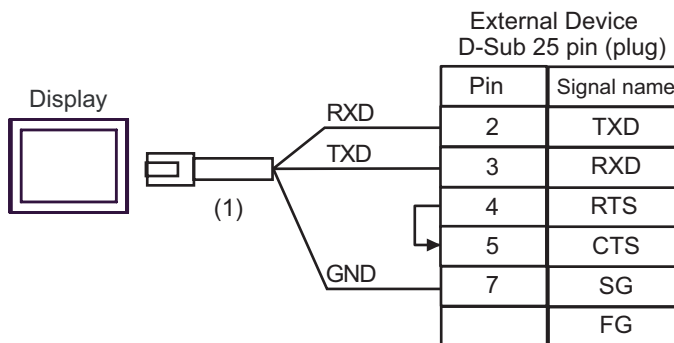 External Device
D-Sub 25 pin (plug)
Pin Signal name
Display
RXD 2 TXD
TXD 3 RXD
4 RTS
(1)
5 CTS
GND 7 SG
FG